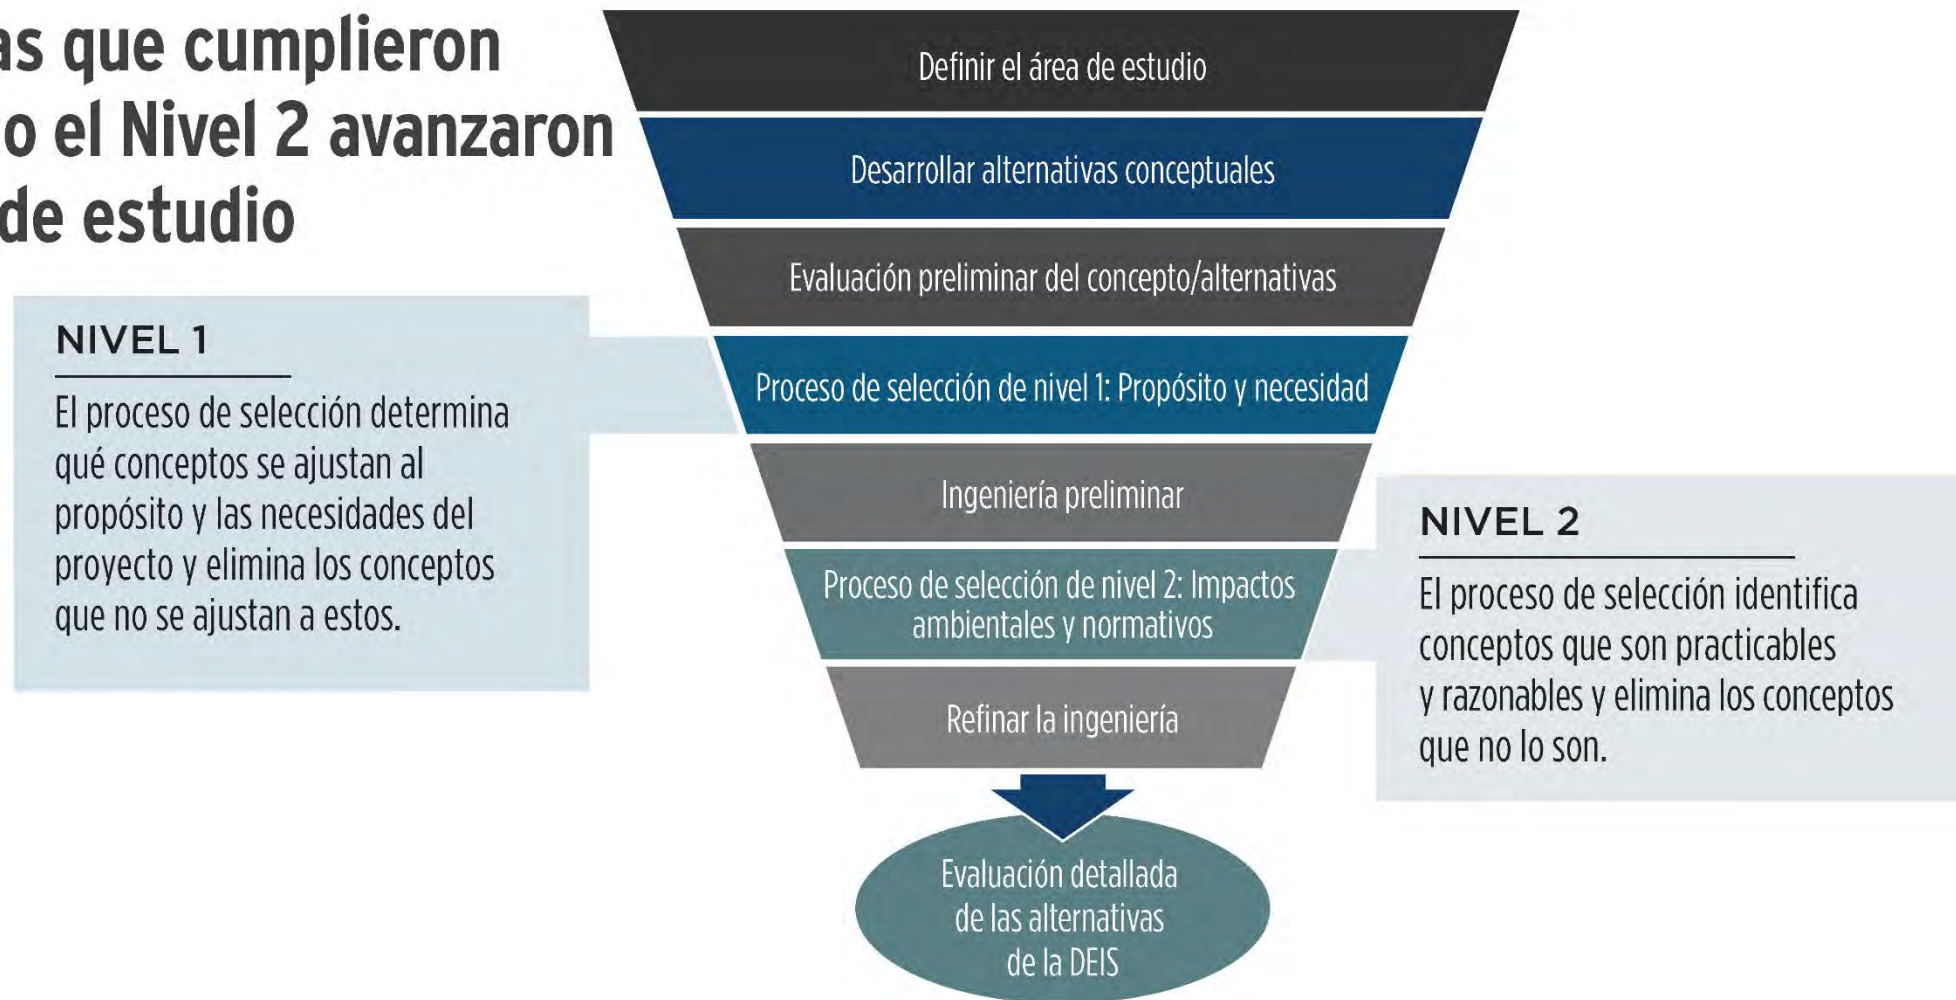 que cumplieron
el Nivel 2 avanzaron
de estudio
Definir el área de estudio
Desarrollar alternativas conceptuales
Evaluación preliminar del concepto/alternativas
Proceso de selección de nivel 1: Propósito y necesidad
Ingeniería preliminar
Proceso de selección de nivel 2: Impactos
ambientales y normativos
Refinar la ingeniería
Evaluación detallada
de las alternativas
de la DEIS
NIVEL 1
El proceso de selección determina
qué conceptos se ajustan al
propósito y las necesidades del
proyecto y elimina los conceptos
que no se ajustan a estos.
NIVEL 2
El proceso de selección identifica
conceptos que son practicables
y razonables y elimina los conceptos
que no lo son.